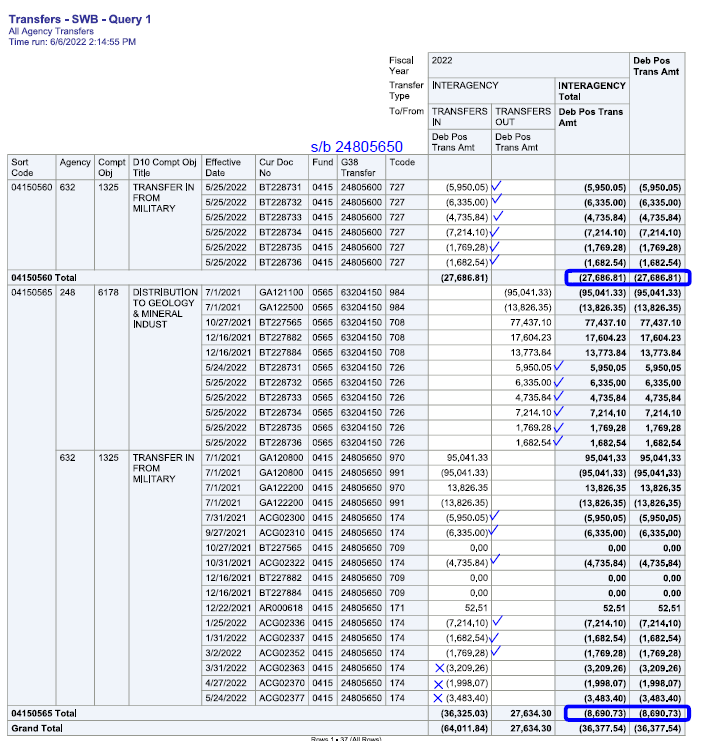 Transfers - SWB - Query 1
All Agency Transfers
Time run: 6/6/2022 2:14:55 PM
Fiscal Year 2022 Deb Pos Trans Amt
Transfer Type INTERAGENCY INTERAGENCY Total
To/From TRANSFERS IN TRANSFERS OUT Deb Pos Trans Amt
Deb Pos Trans Amt Deb Pos Trans Amt
s/b 24805650
Sort Code Agency Compt Obj D10 Compt Obj Title Effective Date Cur Doc No Fund G38 Transfer Tcode
04150560 632 1325 TRANSFER IN FROM MILITARY 5/25/2022 BT228731 0415 24805600 727 (5,950.05) (5,950.05) (5,950.05)
5/25/2022 BT228732 0415 24805600 727 (6,335.00) (6,335.00) (6,335.00)
5/25/2022 BT228733 0415 24805600 727 (4,735.84) (4,735.84) (4,735.84)
5/25/2022 BT228734 0415 24805600 727 (7,214.10) (7,214.10) (7,214.10)
5/25/2022 BT228735 0415 24805600 727 (1,769.28) (1,769.28) (1,769.28)
5/25/2022 BT228736 0415 24805600 727 (1,682.54) (1,682.54) (1,682.54)
04150560 Total (27,686.81) (27,686.81) (27,686.81)
04150565 248 6178 DISTRIBUTION TO GEOLOGY & MINERAL INDUST 7/1/2021 GA121100 0565 63204150 984 (95,041.33) (95,041.33) (95,041.33)
7/1/2021 GA122500 0565 63204150 984 (13,826.35) (13,826.35) (13,826.35)
10/27/2021 BT227565 0565 63204150 708 77,437.10 77,437.10 77,437.10
12/16/2021 BT227882 0565 63204150 708 17,604.23 17,604.23 17,604.23
12/16/2021 BT227884 0565 63204150 708 13,773.84 13,773.84 13,773.84
5/24/2022 BT228731 0565 63204150 726 5,950.05 5,950.05 5,950.05
5/25/2022 BT228732 0565 63204150 726 6,335.00 6,335.00 6,335.00
5/25/2022 BT228733 0565 63204150 726 4,735.84 4,735.84 4,735.84
5/25/2022 BT228734 0565 63204150 726 7,214.10 7,214.10 7,214.10
5/25/2022 BT228735 0565 63204150 726 1,769.28 1,769.28 1,769.28
5/25/2022 BT228736 0565 63204150 726 1,682.54 1,682.54 1,682.54
632 1325 TRANSFER IN FROM MILITARY 7/1/2021 GA120800 0415 24805650 970 95,041.33 95,041.33 95,041.33
7/1/2021 GA120800 0415 24805650 991 (95,041.33) (95,041.33) (95,041.33)
7/1/2021 GA122200 0415 24805650 970 13,826.35 13,826.35 13,826.35
7/1/2021 GA122200 0415 24805650 991 (13,826.35) (13,826.35) (13,826.35)
7/31/2021 ACG02300 0415 24805650 174 (5,950.05) (5,950.05) (5,950.05)
9/27/2021 ACG02310 0415 24805650 174 (6,335.00) (6,335.00) (6,335.00)
10/27/2021 BT227565 0415 24805650 709 0.00 0.00 0.00
10/31/2021 ACG02322 0415 24805650 174 (4,735.84) (4,735.84) (4,735.84)
12/16/2021 BT227882 0415 24805650 709 0.00 0.00 0.00
12/16/2021 BT227884 0415 24805650 709 0.00 0.00 0.00
12/22/2021 AR000618 0415 24805650 171 52.51 52.51 52.51
1/25/2022 ACG02336 0415 24805650 174 (7,214.10) (7,214.10) (7,214.10)
1/31/2022 ACG02337 0415 24805650 174 (1,682.54) (1,682.54) (1,682.54)
3/2/2022 ACG02352 0415 24805650 174 (1,769.28) (1,769.28) (1,769.28)
3/31/2022 ACG02363 0415 24805650 174 (3,209.26) (3,209.26) (3,209.26)
4/27/2022 ACG02370 0415 24805650 174 (1,998.07) (1,998.07) (1,998.07)
5/24/2022 ACG02377 0415 24805650 174 (3,483.40) (3,483.40) (3,483.40)
04150565 Total (36,325.03) 27,634.30 (8,690.73) (8,690.73)
Grand Total (64,011.84) 27,634.30 (36,377.54) (36,377.54)
Rows 1 - 37 (All Rows)